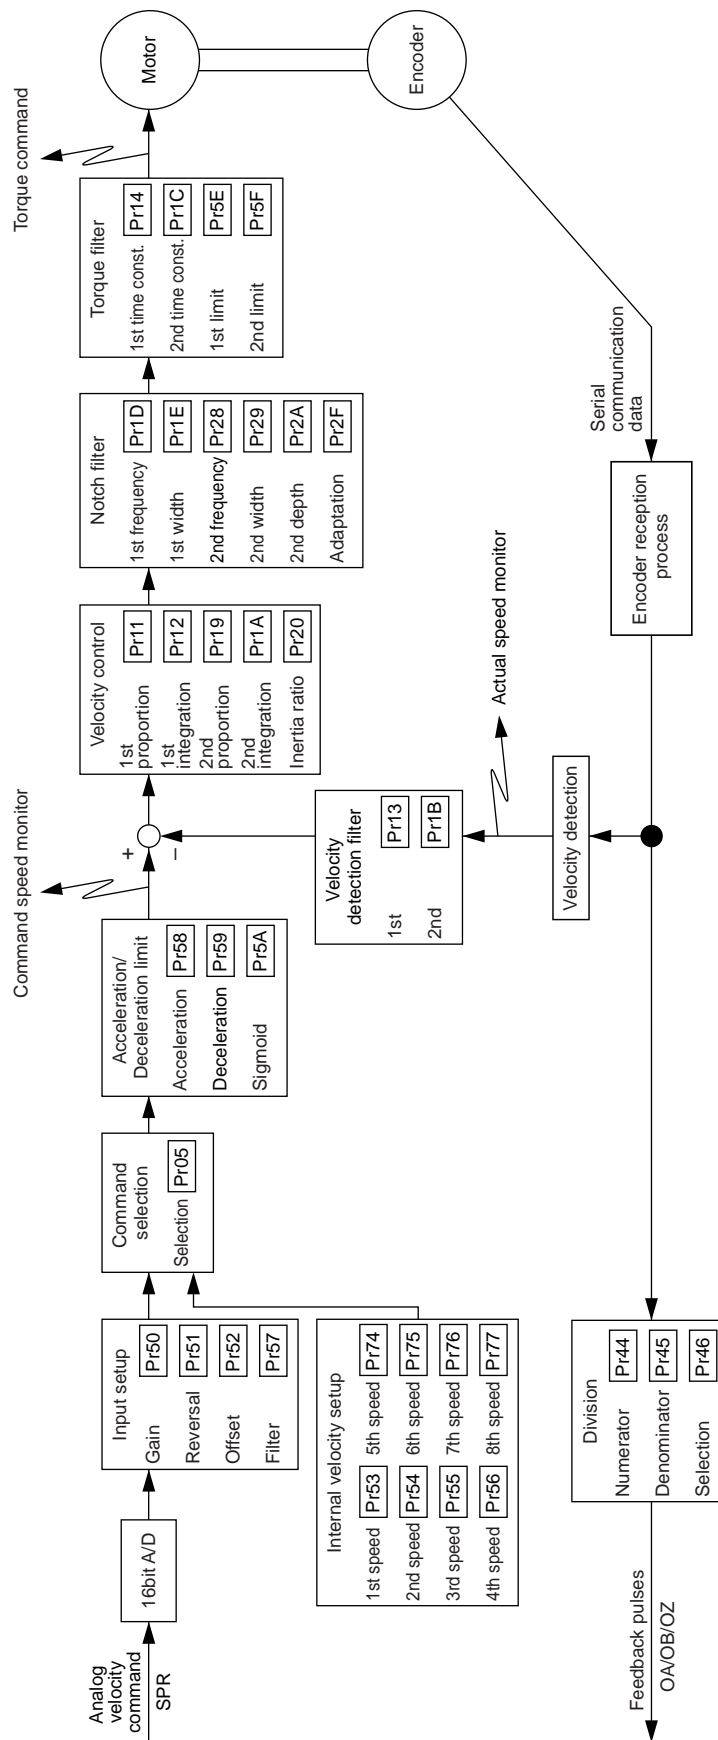 Analog
velocity
command
SPR
16bit A/D
Input setup
Gain Pr50
Reversal Pr51
Offset Pr52
Filter Pr57
Internal velocity setup
1st speed Pr53 5th speed Pr74
2nd speed Pr54 6th speed Pr75
3rd speed Pr55 7th speed Pr76
4th speed Pr56 8th speed Pr77
Command
selection
Selection Pr05
Acceleration/
Deceleration limit
Acceleration Pr58
Deceleration Pr59
Sigmoid Pr5A
Command speed monitor
+
−
Velocity control
1st
proportion Pr11
1st
integration Pr12
2nd
proportion Pr19
2nd
integration Pr1A
Inertia ratio Pr20
Notch filter
1st frequency Pr1D
1st width Pr1E
2nd frequency Pr28
2nd width Pr29
2nd depth Pr2A
Adaptation Pr2F
Torque filter
1st time const. Pr14
2nd time const. Pr1C
1st limit Pr5E
2nd limit Pr5F
Torque command
Motor
Encoder
Velocity
detection filter
1st Pr13
2nd Pr1B
Actual speed monitor
Velocity detection
Serial
communication
data
Encoder reception
process
Division
Numerator Pr44
Denominator Pr45
Selection Pr46
Feedback pulses
OA/OB/OZ